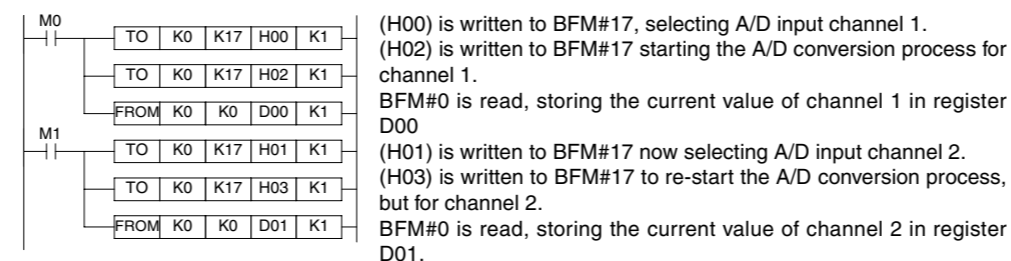 M0
TO K0 K17 H00 K1
TO K0 K17 H02 K1
FROM K0 K0 D00 K1
M1
TO K0 K17 H01 K1
TO K0 K17 H03 K1
FROM K0 K0 D01 K1
(H00) is written to BFM#17, selecting A/D input channel 1.
(H02) is written to BFM#17 starting the A/D conversion process for
channel 1.
BFM#0 is read, storing the current value of channel 1 in register
D00
(H01) is written to BFM#17 now selecting A/D input channel 2.
(H03) is written to BFM#17 to re-start the A/D conversion process,
but for channel 2.
BFM#0 is read, storing the current value of channel 2 in register
D01.